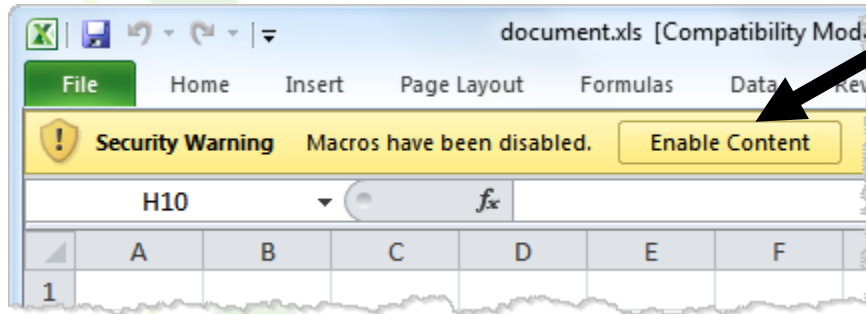 document.xls [Compatibility Mod
File Home Insert Page Layout Formulas Data Rev
! Security Warning Macros have been disabled. Enable Content
H10 fx
A B C D E F
1